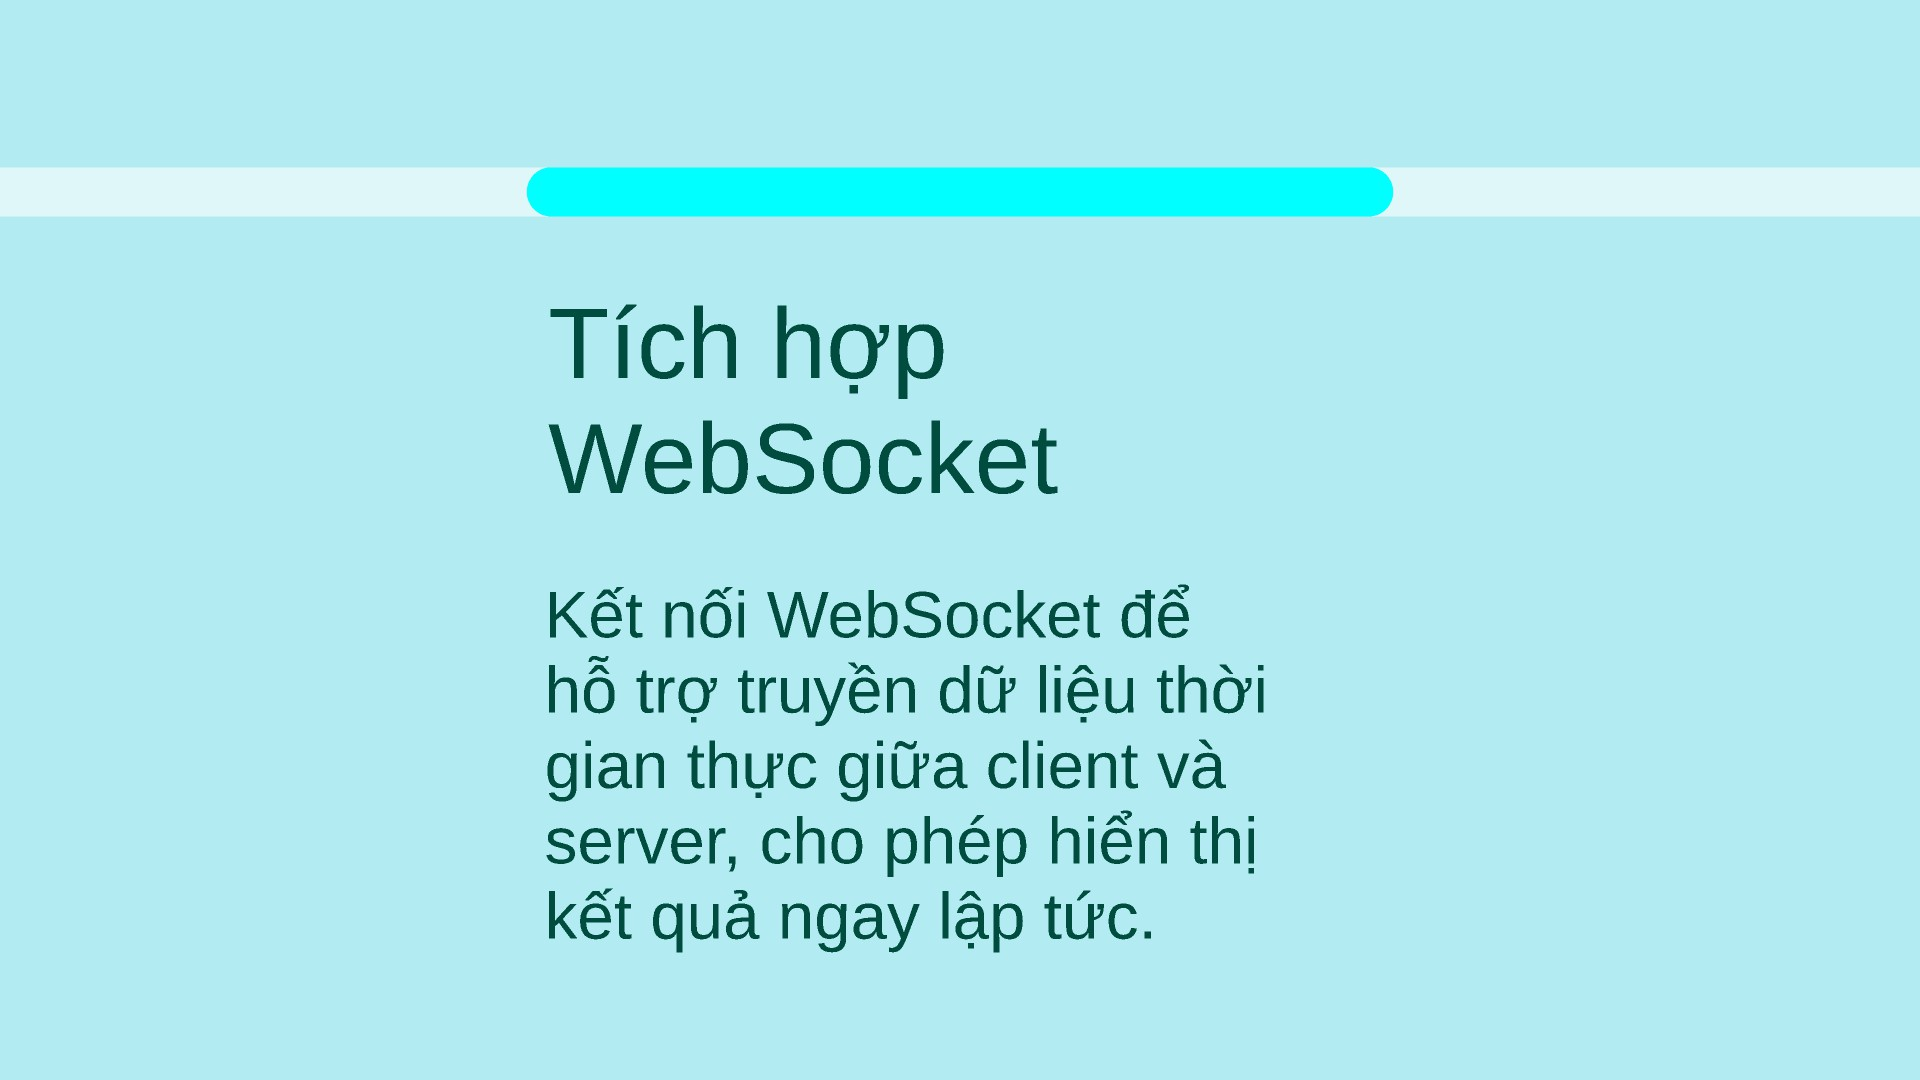 Tích hợp
WebSocket
Kết nối WebSocket để
hỗ trợ truyền dữ liệu thời
gian thực giữa client và
server, cho phép hiển thị
kết quả ngay lập tức.